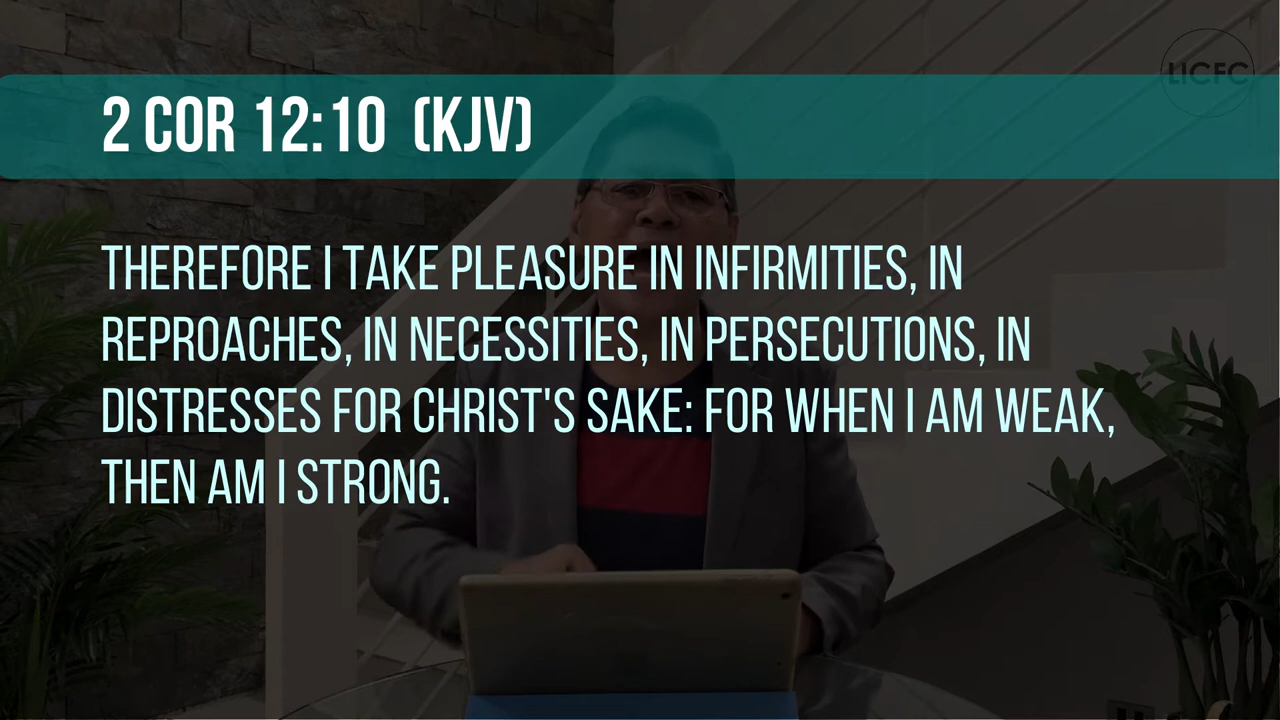 LICFC
2 COR 12:10 (KJV)
THEREFORE I TAKE PLEASURE IN INFIRMITIES, IN
REPROACHES, IN NECESSITIES, IN PERSECUTIONS, IN
DISTRESSES FOR CHRIST'S SAKE: FOR WHEN I AM WEAK,
THEN AM I STRONG.